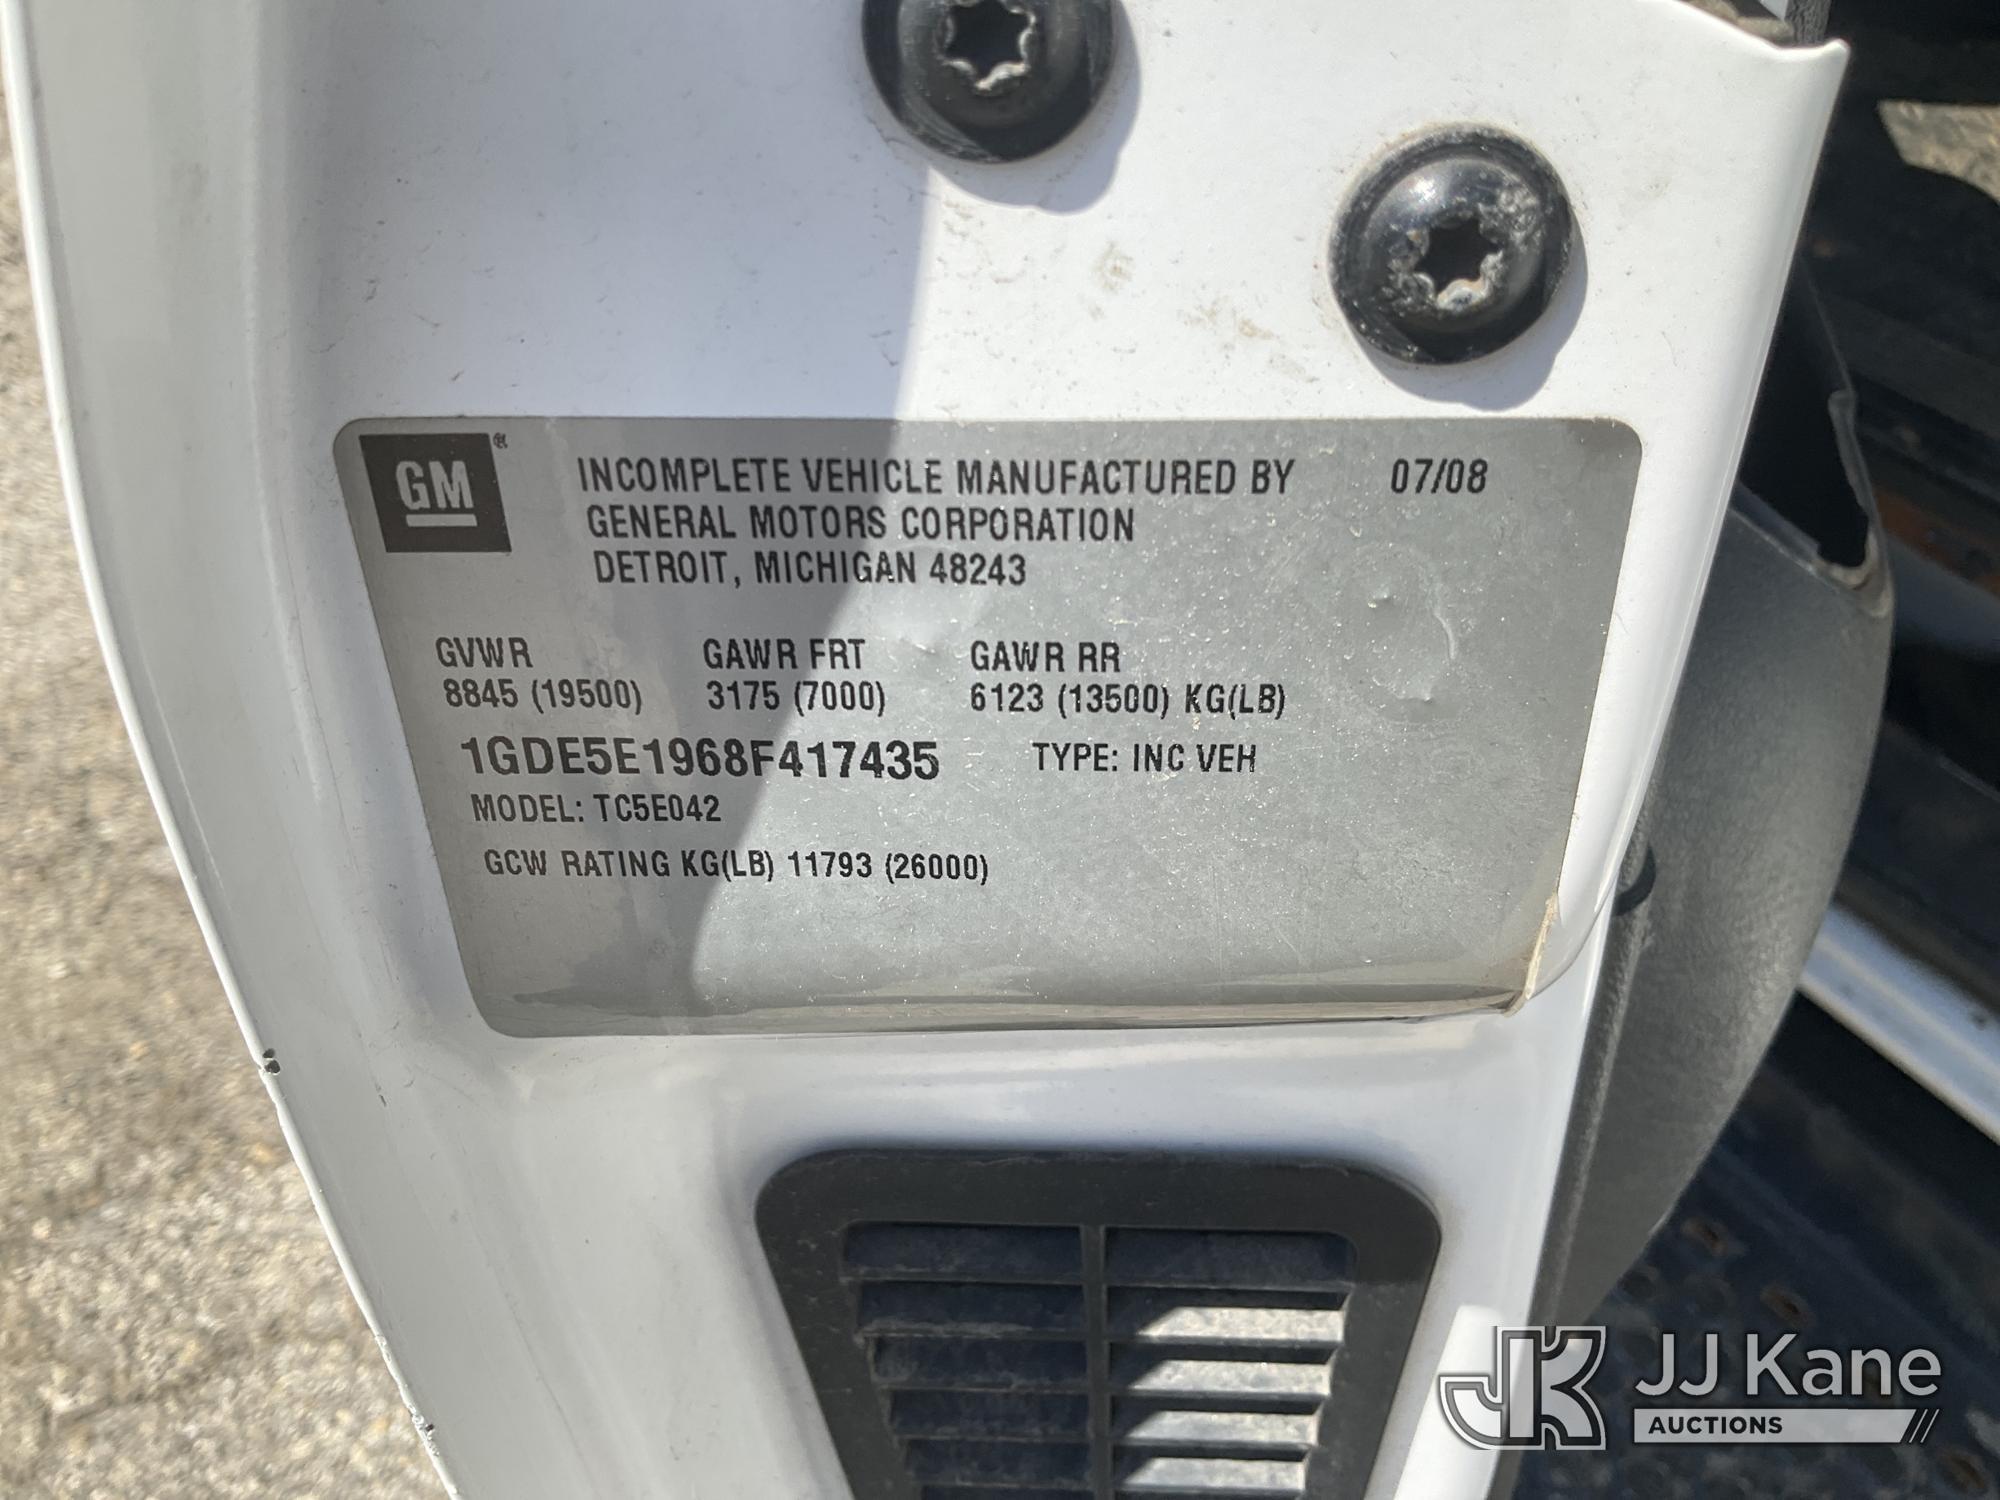 GM ®
INCOMPLETE VEHICLE MANUFACTURED BY 07/08
GENERAL MOTORS CORPORATION
DETROIT, MICHIGAN 48243
GVWR GAWR FRT GAWR RR
8845 (19500) 3175 (7000) 6123 (13500) KG(LB)
1GDE5E1968F417435 TYPE: INC VEH
MODEL: TC5E042
GCW RATING KG(LB) 11793 (26000)
JK JJ Kane
AUCTIONS